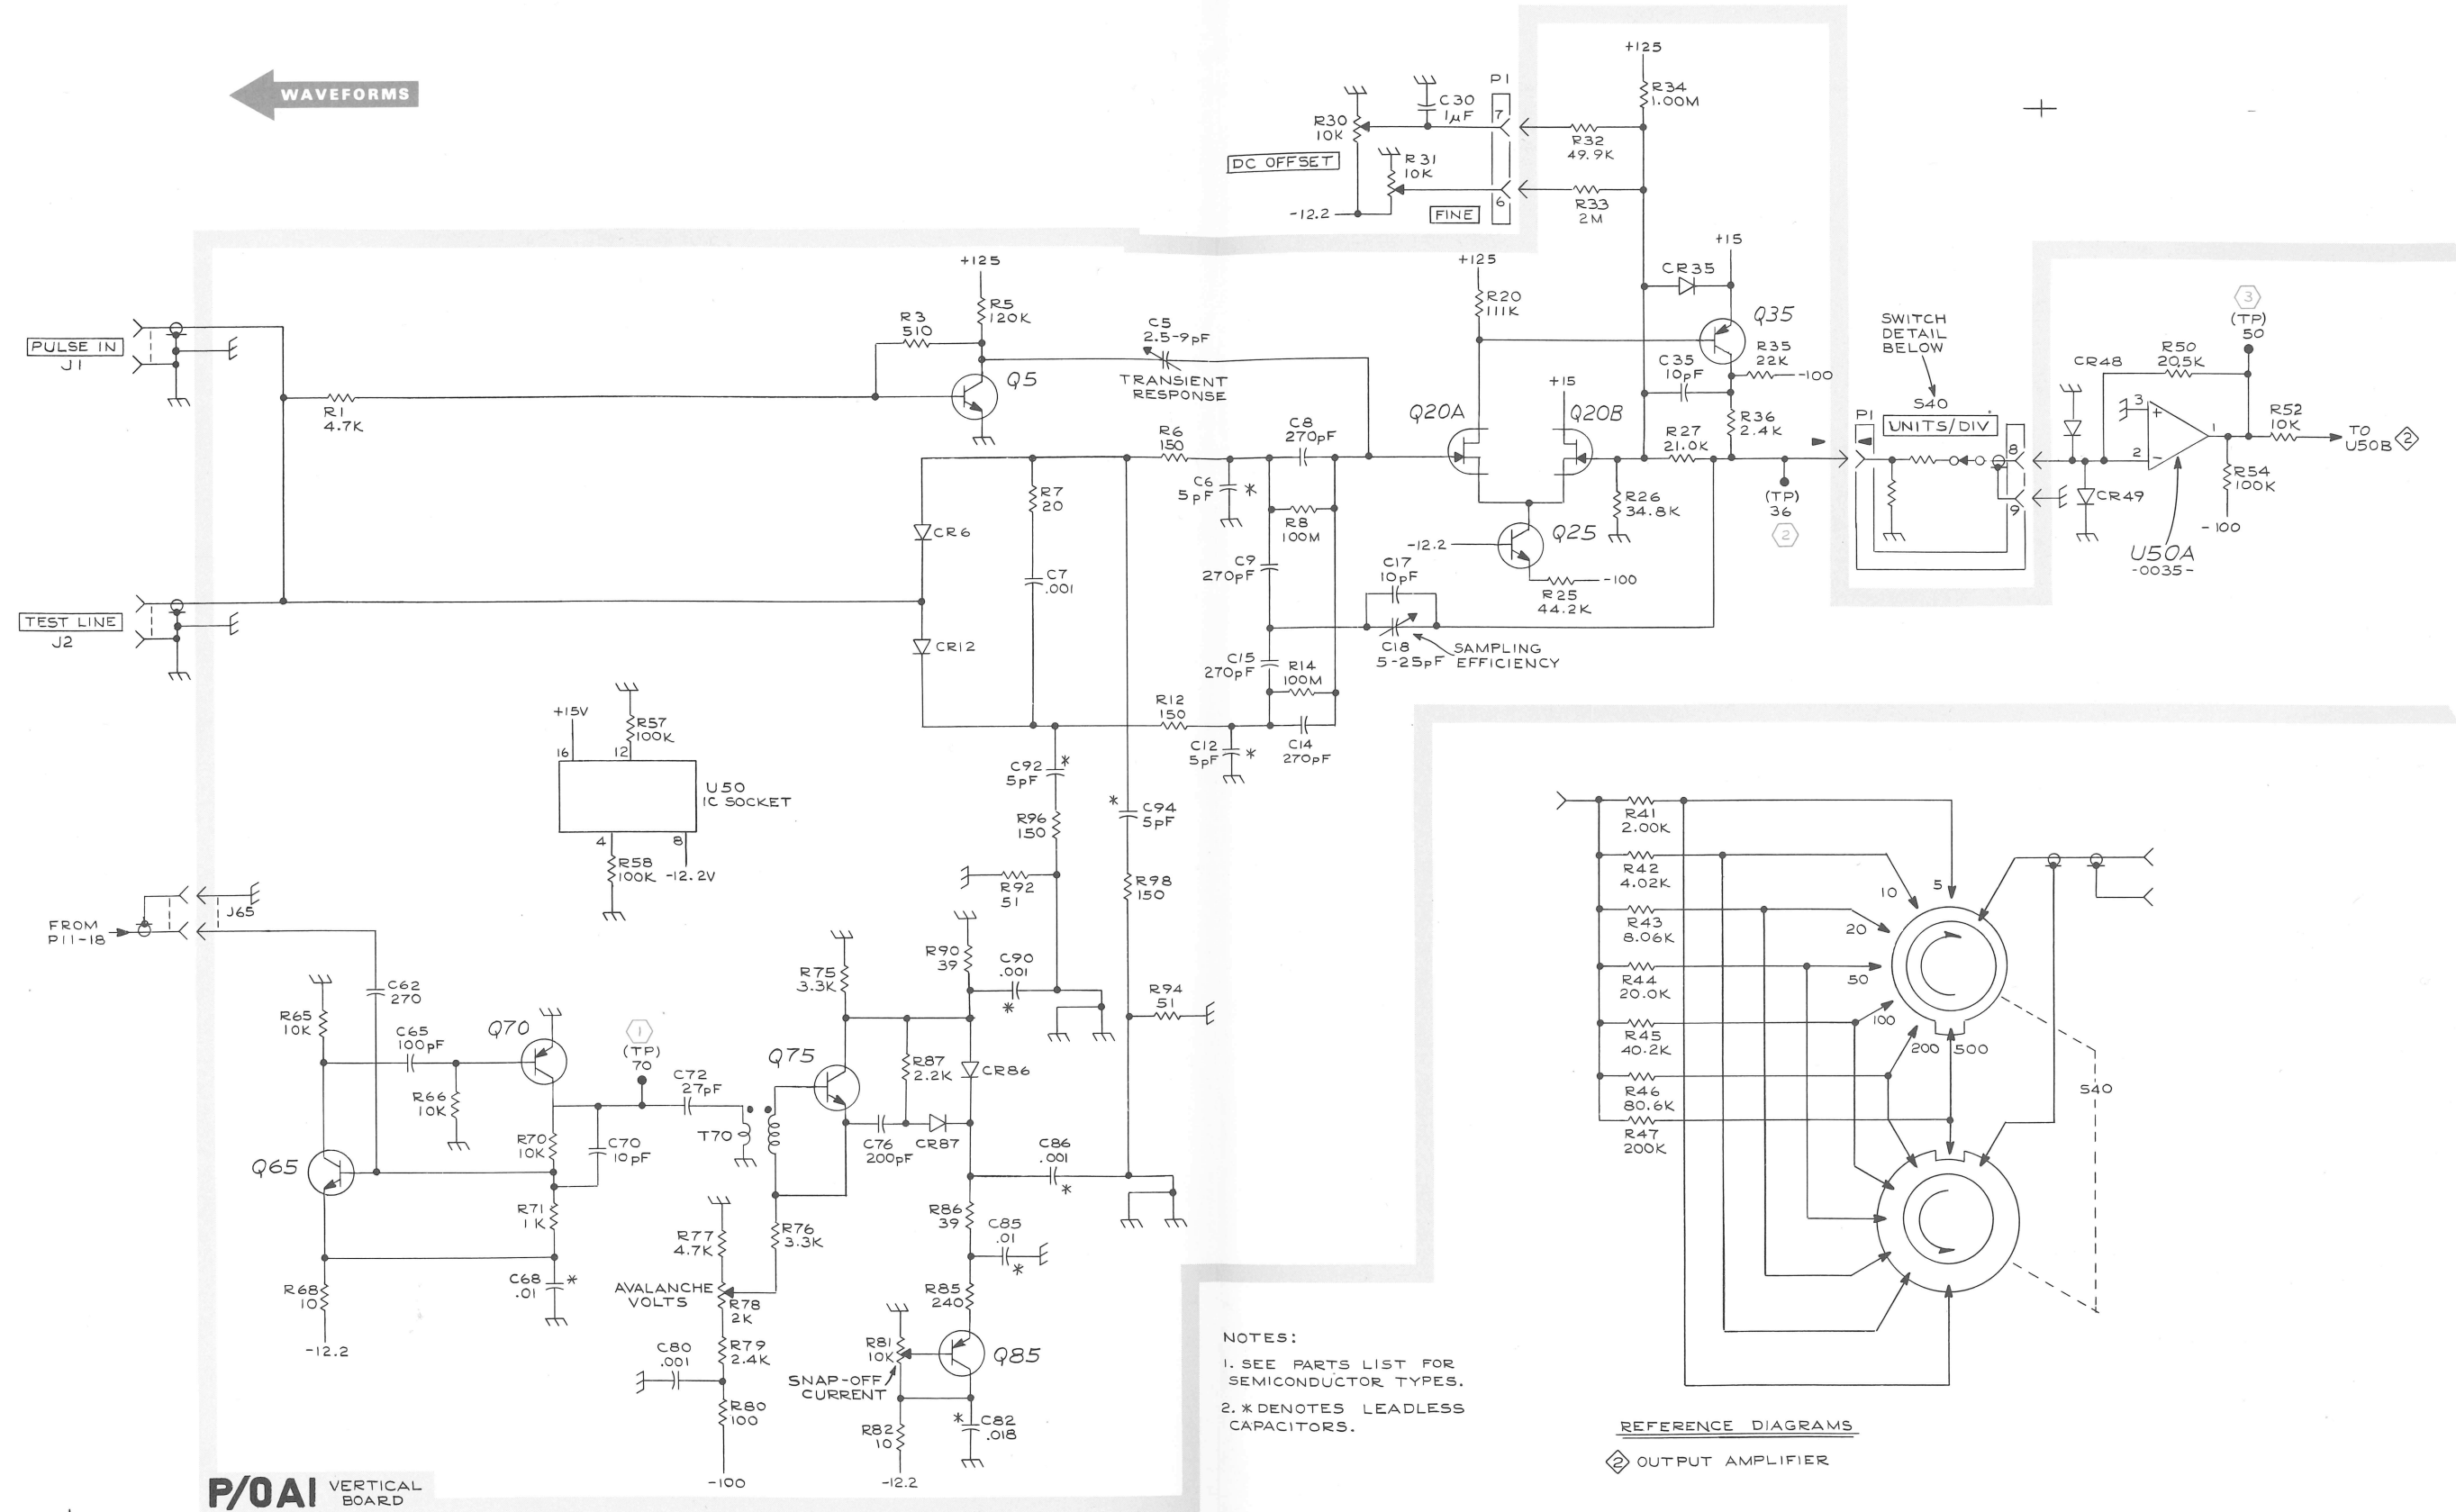 WAVEFORMS
+125
R34
1.00M
P1
7
C30
1µF
R30
10K
R32
49.9K
DC OFFSET
R31
10K
R33
2M
-12.2
FINE
6
+15
CR35
+125
R20
111K
Q35
+125
R5
120K
R3
510
C5
2.5-9pF
TRANSIENT
RESPONSE
Q5
PULSE IN
J1
R1
4.7K
C35
10pF
R35
22K
-100
+15
Q20A
Q20B
R36
2.4K
R27
21.0K
SWITCH
DETAIL
BELOW
S40
P1
UNITS/DIV
8
9
3
(TP)
50
R50
20.5K
CR48
3
+
2
-
1
R52
10K
TO
U50B 2
R54
100K
-100
CR49
U50A
-0035-
R6
150
C8
270pF
C6
5pF
*
R8
100M
R7
20
CR6
C7
.001
C9
270pF
R26
34.8K
(TP)
36
2
-12.2
Q25
-100
R25
44.2K
C17
10pF
C18
5-25pF
SAMPLING
EFFICIENCY
TEST LINE
J2
CR12
C15
270pF
R14
100M
R12
150
C12
5pF
*
C14
270pF
+15V
R57
100K
16
12
U50
IC SOCKET
4
8
R58
100K
-12.2V
C92
5pF
*
R96
150
*
C94
5pF
R92
51
R98
150
FROM
P11-18
J65
C62
270
R65
10K
C65
100pF
Q70
R66
10K
1
(TP)
70
C72
27pF
R75
3.3K
Q75
R90
39
C90
.001
*
R94
51
R87
2.2K
CR86
T70
C76
200pF
CR87
C86
.001
*
R70
10K
C70
10pF
Q65
R71
1K
R68
10
C68
.01
*
-12.2
R77
4.7K
R76
3.3K
AVALANCHE
VOLTS
R78
2K
C80
.001
R79
2.4K
R80
100
-100
R86
39
C85
.01
*
R85
240
R81
10K
Q85
SNAP-OFF
CURRENT
*
C82
.018
R82
10
-12.2
R41
2.00K
R42
4.02K
R43
8.06K
R44
20.0K
R45
40.2K
R46
80.6K
R47
200K
5
10
20
50
100
200
500
S40
NOTES:
1. SEE PARTS LIST FOR
SEMICONDUCTOR TYPES.
2. * DENOTES LEADLESS
CAPACITORS.
REFERENCE DIAGRAMS
2 OUTPUT AMPLIFIER
P/O A1 VERTICAL
BOARD